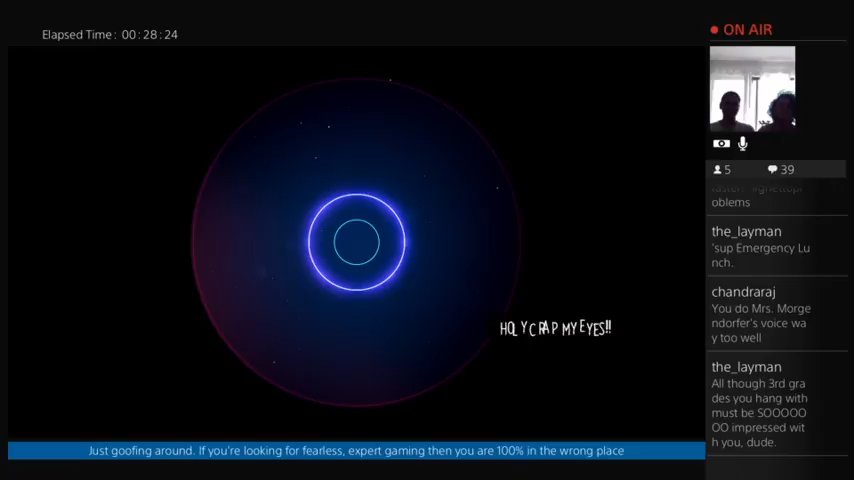 Elapsed Time: 00:28:24
ON AIR
5
39
oblems
the_layman
'sup Emergency Lu
nch.
chandraraj
You do Mrs. Morge
ndorfer's voice wa
y too well
the_layman
All though 3rd gra
des you hang with
must be SOOOOO
OO impressed wit
h you, dude.
HOLY CRAP MY EYES!!
Just goofing around. If you're looking for fearless, expert gaming then you are 100% in the wrong place